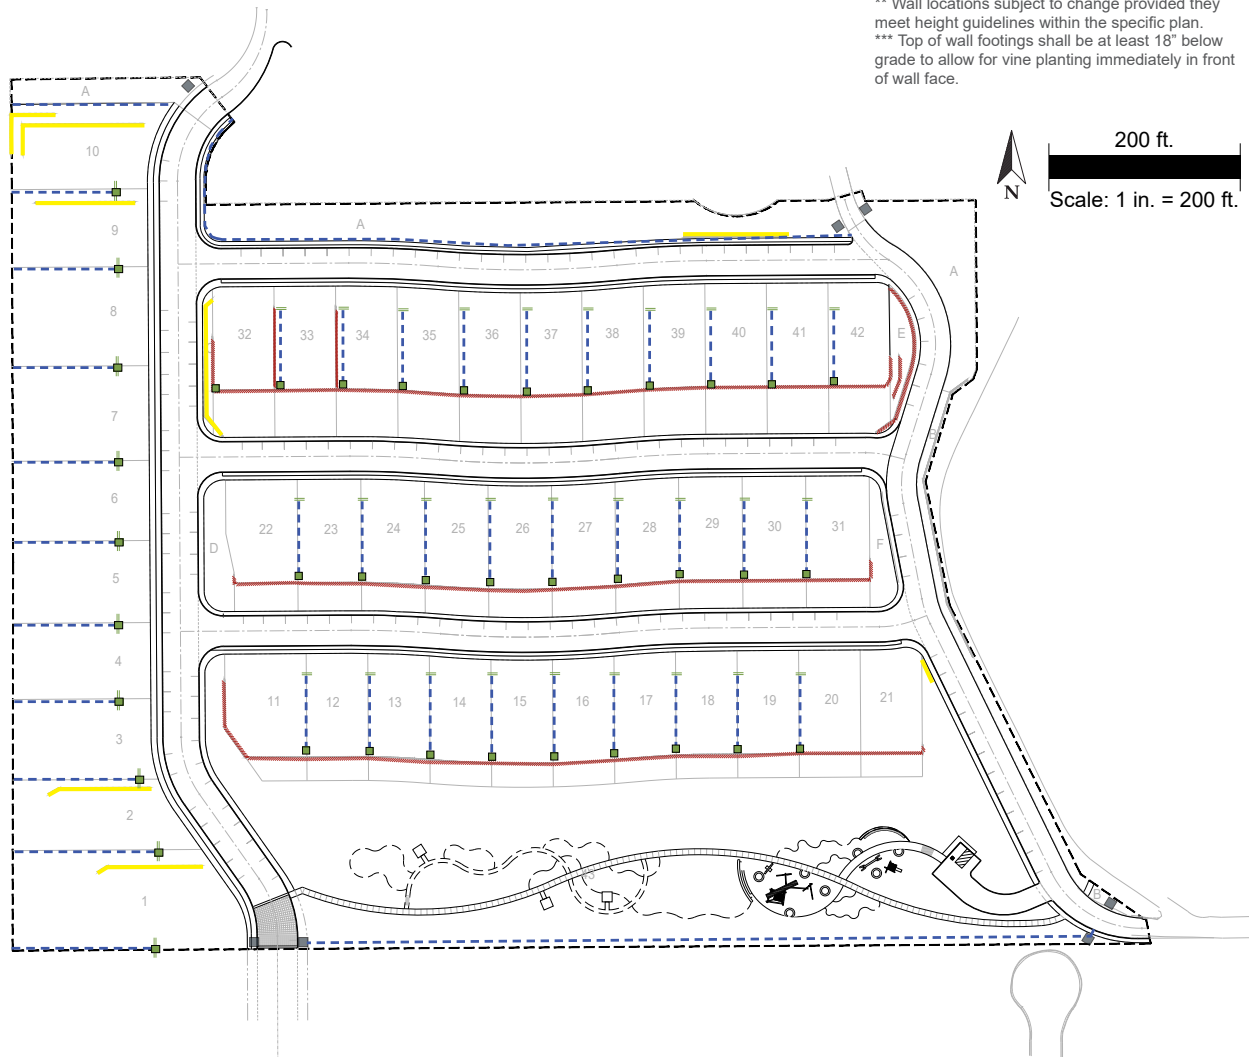 ** Wall locations subject to change provided they
meet height guidelines within the specific plan.
*** Top of wall footings shall be at least 18" below
grade to allow for vine planting immediately in front
of wall face.
200 ft.
N
Scale: 1 in. = 200 ft.
A
10
9
A
A
8
32 33 34 35 36 37 38 39 40 41 42 E
7
B
6
D 22 23 24 25 26 27 28 29 30 31 F
5
4
11 12 13 14 15 16 17 18 19 20 21
3
2
1
B